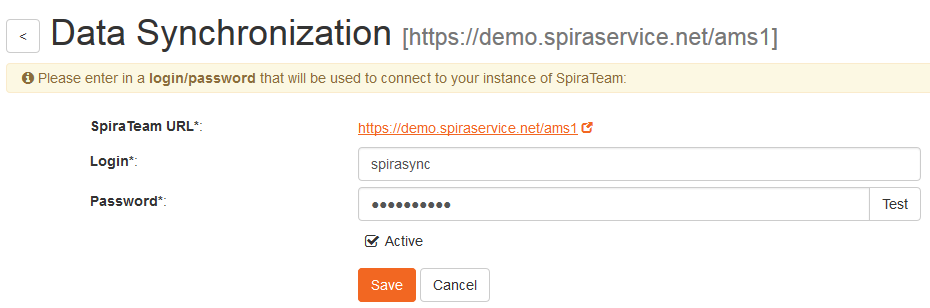 < Data Synchronization [https://demo.spiraservice.net/ams1]
Please enter in a login/password that will be used to connect to your instance of SpiraTeam:
SpiraTeam URL*: https://demo.spiraservice.net/ams1
Login*: spirasync
Password*: ●●●●●●●●●● Test
Active
Save Cancel